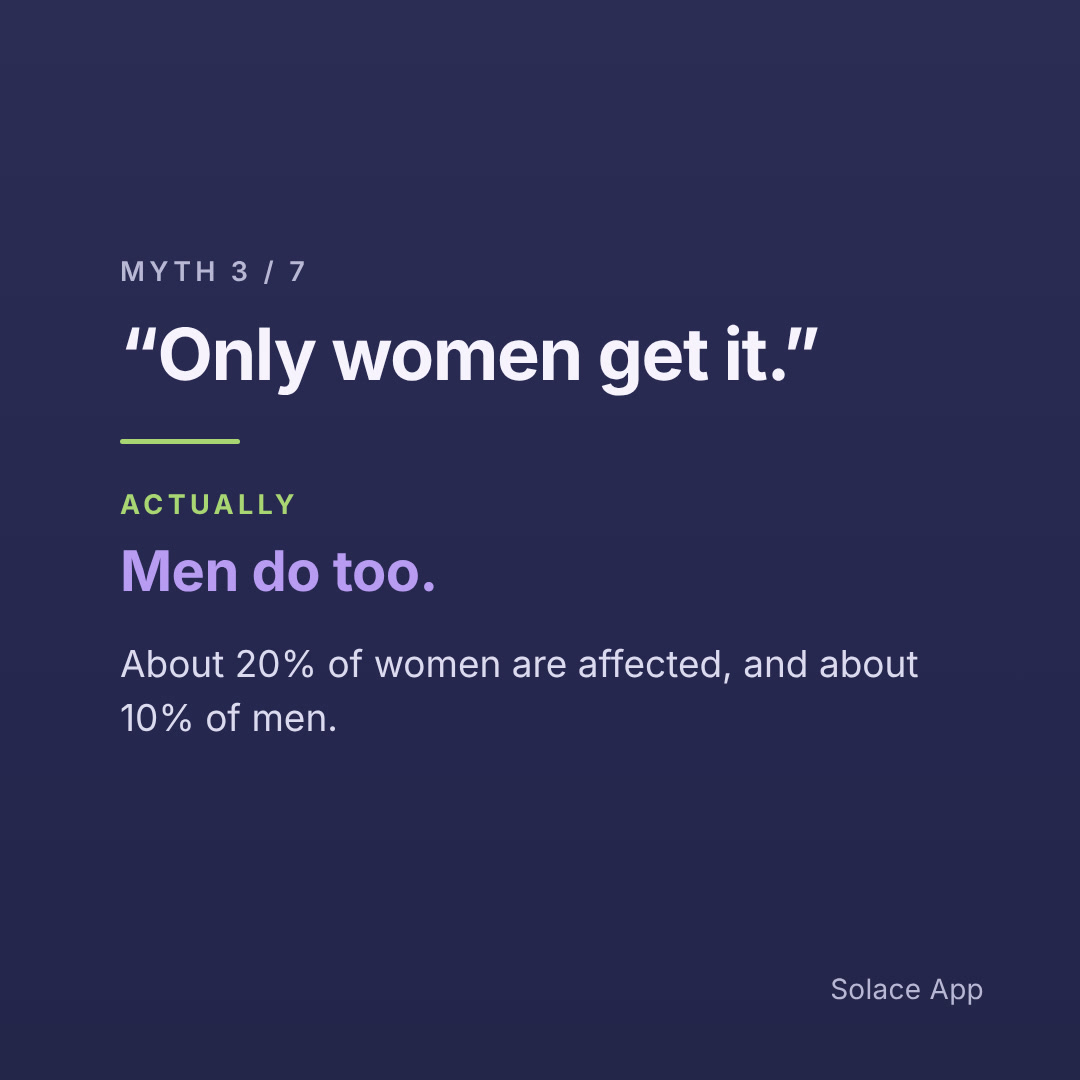 MYTH 3 / 7
“Only women get it.”
ACTUALLY
Men do too.
About 20% of women are affected, and about
10% of men.
Solace App